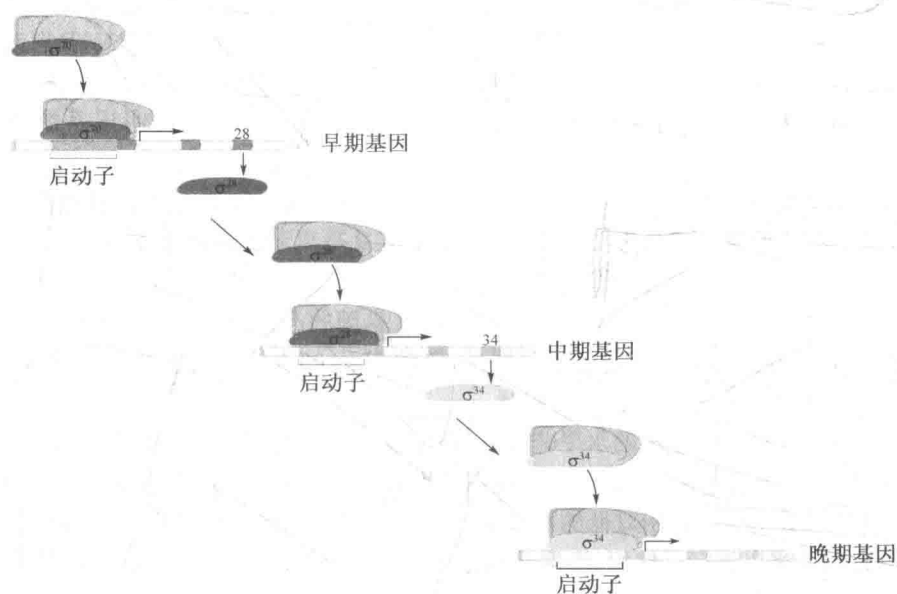 σ⁷⁰
σ⁷⁰
28
早期基因
启动子
σ²⁸
σ²⁸
σ²⁸
34
中期基因
启动子
σ³⁴
σ³⁴
σ³⁴
晚期基因
启动子